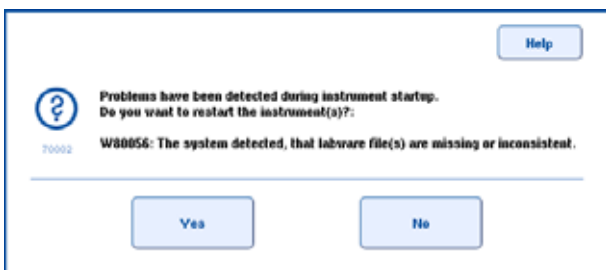 Help
Problems have been detected during instrument startup.
Do you want to restart the instrument(s)?:
70002
W80056: The system detected, that labware file(s) are missing or inconsistent.
Yes
No